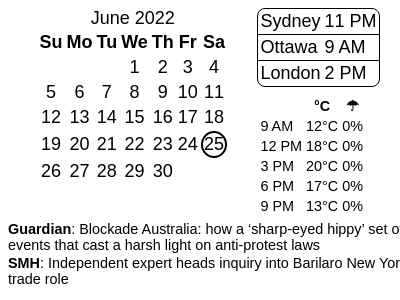 June 2022
Su Mo Tu We Th Fr Sa
1 2 3 4
5 6 7 8 9 10 11
12 13 14 15 16 17 18
19 20 21 22 23 24 25
26 27 28 29 30
Sydney 11 PM
Ottawa 9 AM
London 2 PM
°C ☂
9 AM 12°C 0%
12 PM 18°C 0%
3 PM 20°C 0%
6 PM 17°C 0%
9 PM 13°C 0%
Guardian: Blockade Australia: how a ‘sharp-eyed hippy’ set o
events that cast a harsh light on anti-protest laws
SMH: Independent expert heads inquiry into Barilaro New Yor
trade role